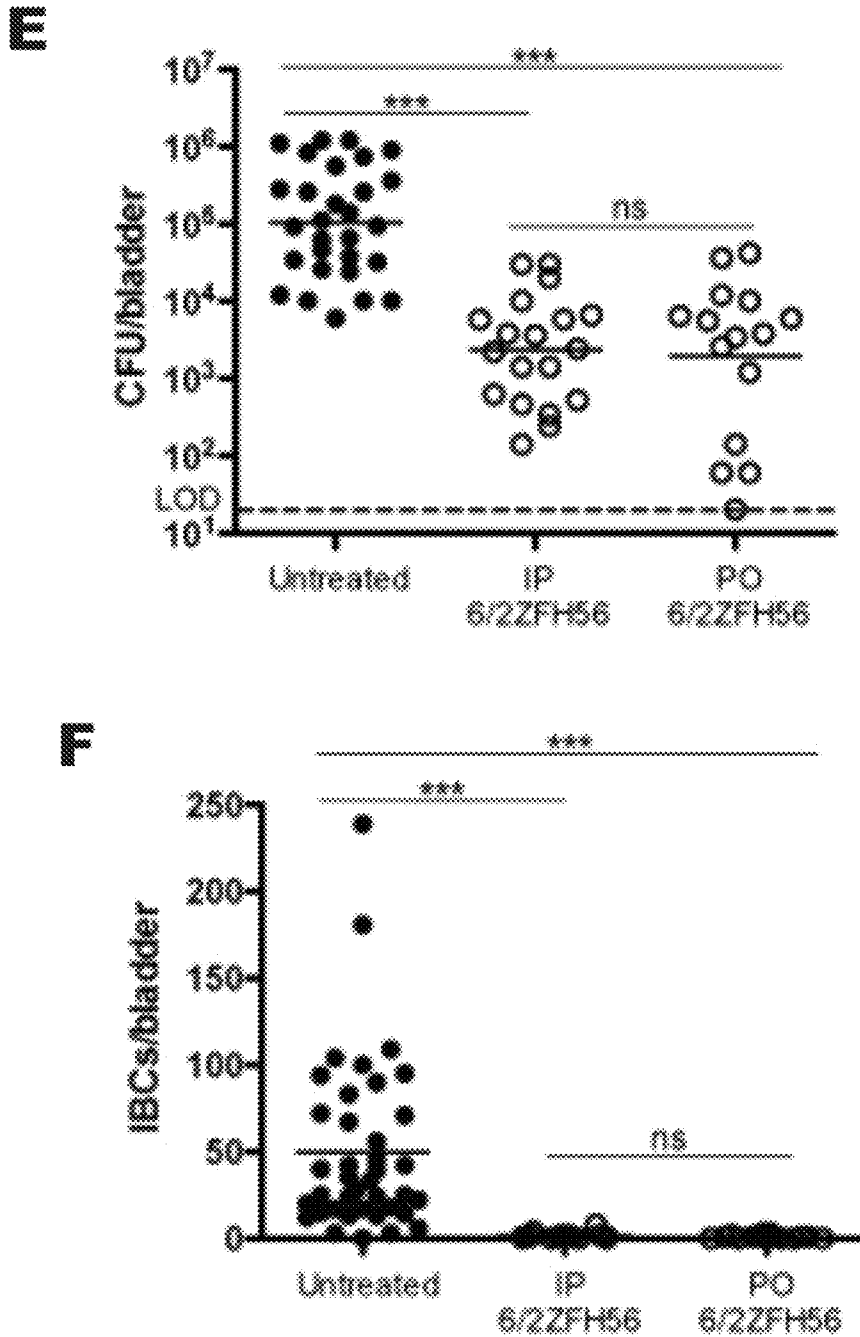 E
***
10⁷
***
10⁶
ns
10⁵
10⁴
10³
10²
LOD
10¹
CFU/bladder
Untreated
IP
6/2ZFH56
PO
6/2ZFH56
F
***
***
250
200
150
100
50
0
ns
IBCs/bladder
Untreated
IP
6/2ZFH56
PO
6/2ZFH56